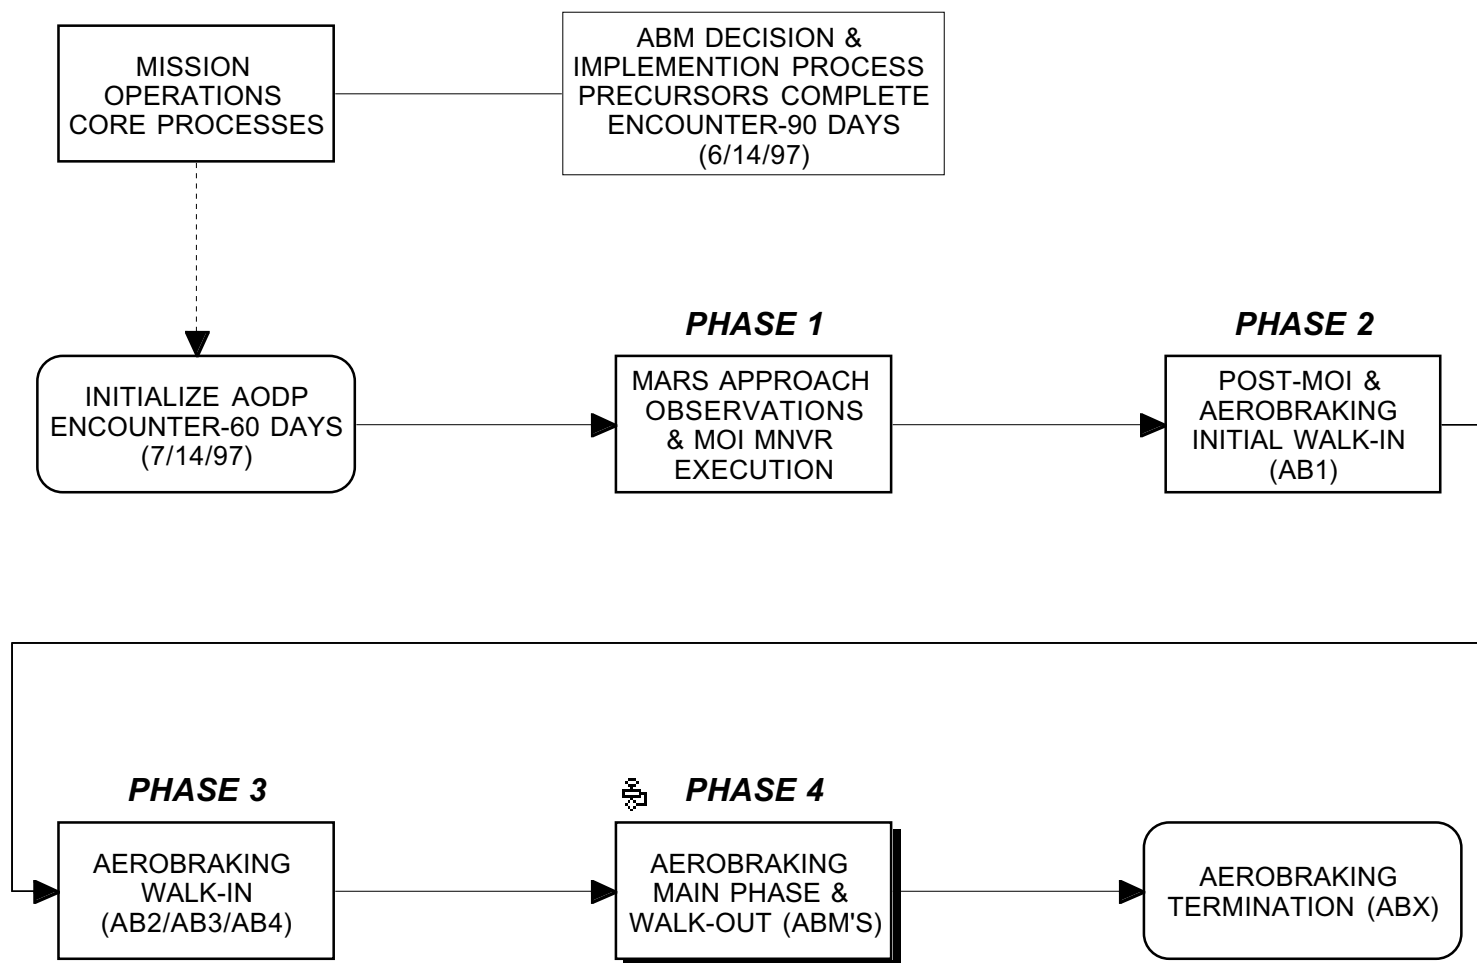 MISSION
OPERATIONS
CORE PROCESSES
ABM DECISION &
IMPLEMENTION PROCESS
PRECURSORS COMPLETE
ENCOUNTER-90 DAYS
(6/14/97)
INITIALIZE AODP
ENCOUNTER-60 DAYS
(7/14/97)
PHASE 1
MARS APPROACH
OBSERVATIONS
& MOI MNVR
EXECUTION
PHASE 2
POST-MOI &
AEROBRAKING
INITIAL WALK-IN
(AB1)
PHASE 3
AEROBRAKING
WALK-IN
(AB2/AB3/AB4)
PHASE 4
AEROBRAKING
MAIN PHASE &
WALK-OUT (ABM'S)
AEROBRAKING
TERMINATION (ABX)